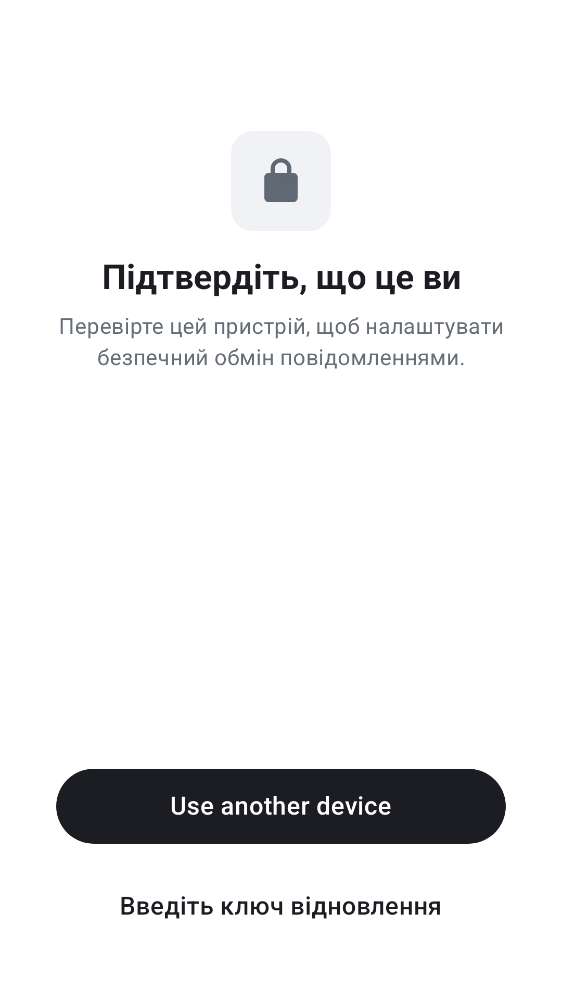 Підтвердіть, що це ви
Перевірте цей пристрій, щоб налаштувати
безпечний обмін повідомленнями.
Use another device
Введіть ключ відновлення